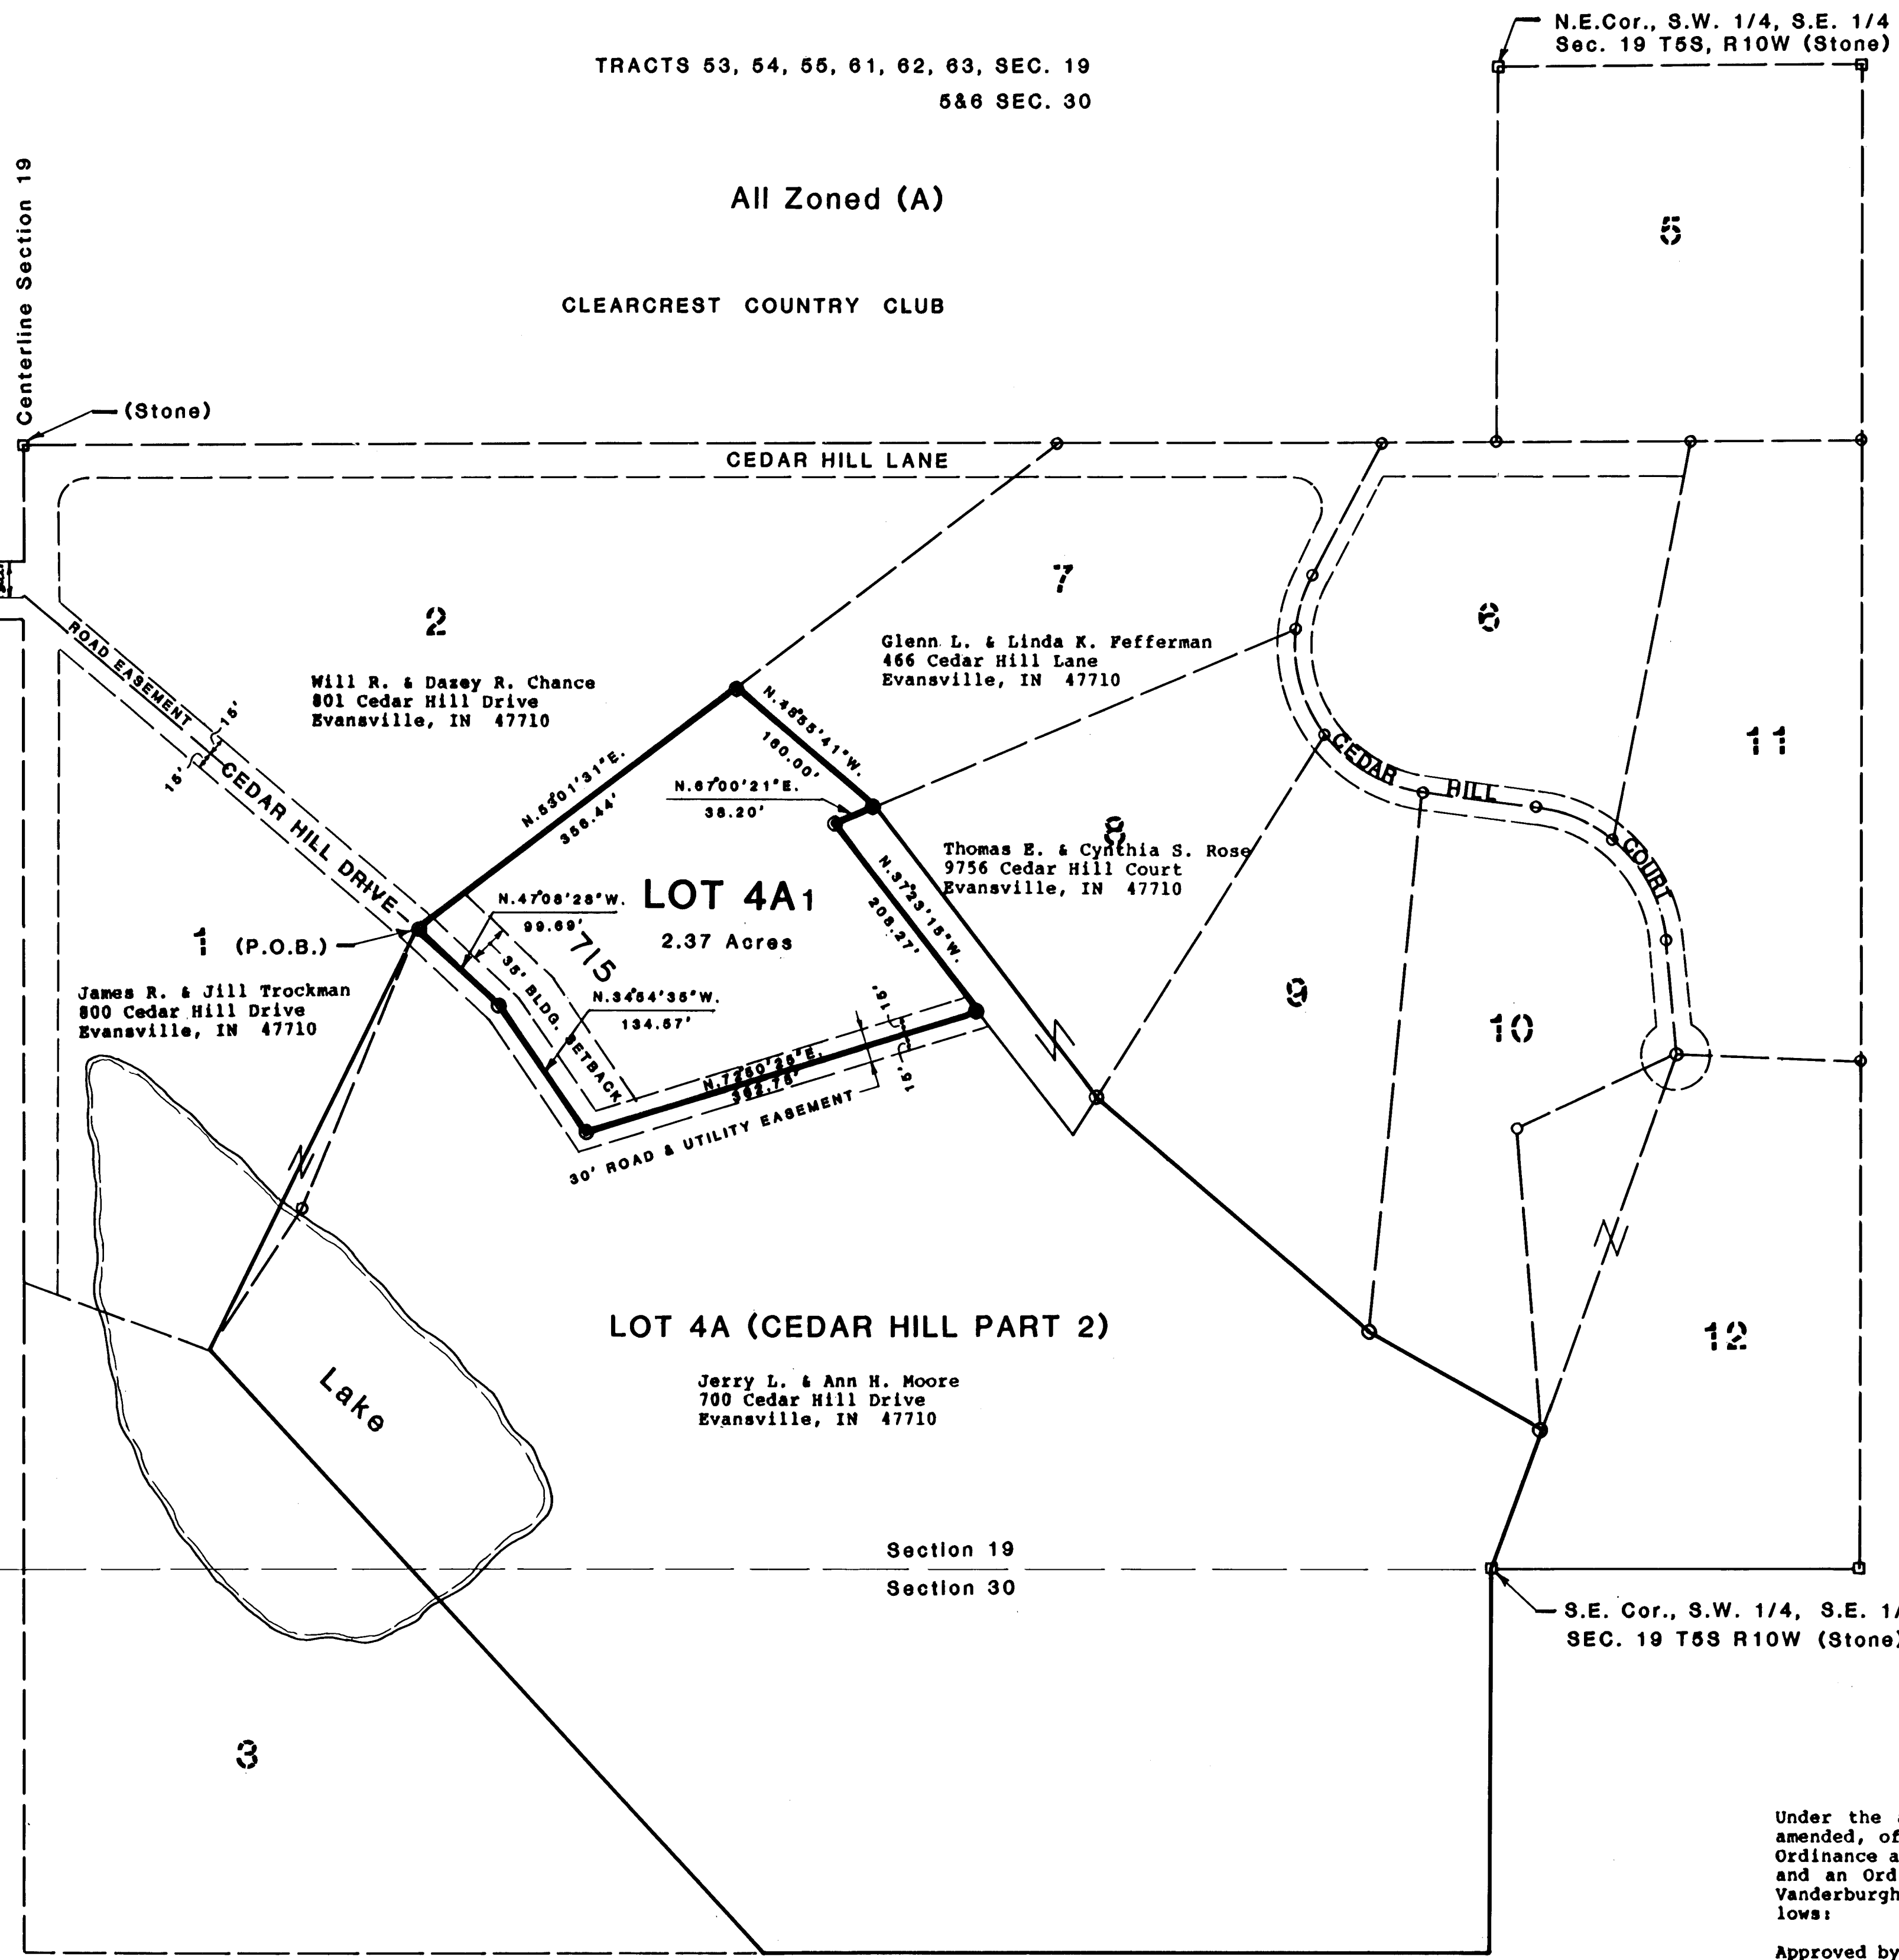 N.E.Cor., S.W. 1/4, S.E. 1/4
Sec. 19 T5S, R10W (Stone)
TRACTS 53, 54, 55, 61, 62, 63, SEC. 19
5&6 SEC. 30
All Zoned (A)
CLEARCREST COUNTRY CLUB
Centerline Section 19
(Stone)
5
CEDAR HILL LANE
2
7
6
11
ROAD EASEMENT
15'
15'
Will R. & Dazey R. Chance
801 Cedar Hill Drive
Evansville, IN 47710
Glenn L. & Linda K. Fefferman
466 Cedar Hill Lane
Evansville, IN 47710
CEDAR HILL DRIVE
CEDAR HILL COURT
N.53°01'31"E.
356.44'
N.48°55'41"W.
160.00'
N.67°00'21"E.
38.20'
8
Thomas E. & Cynthia S. Rose
9756 Cedar Hill Court
Evansville, IN 47710
N.37°23'15"W.
208.27'
LOT 4A1
2.37 Acres
N.47°08'28"W.
99.69'
715
35' BLDG. SETBACK
N.34°54'35"W.
134.57'
1 (P.O.B.)
James R. & Jill Trockman
800 Cedar Hill Drive
Evansville, IN 47710
9
10
15'
15'
N.72°50'25"E.
362.75'
30' ROAD & UTILITY EASEMENT
LOT 4A (CEDAR HILL PART 2)
12
Jerry L. & Ann H. Moore
700 Cedar Hill Drive
Evansville, IN 47710
Lake
Section 19
Section 30
S.E. Cor., S.W. 1/4, S.E. 1/
SEC. 19 T5S R10W (Stone)
3
Under the
amended, of
Ordinance a
and an Ord
Vanderburgh
lows:
Approved by